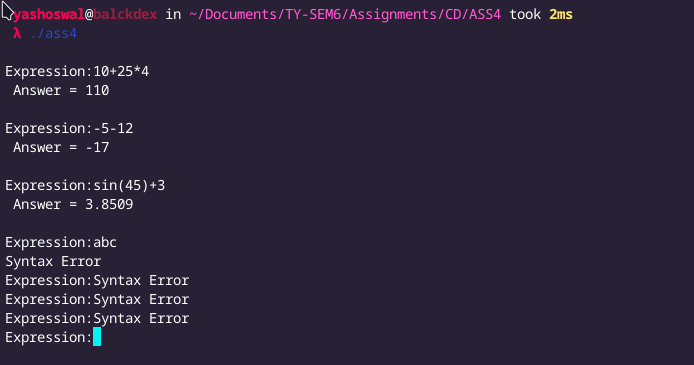 yashoswal@balckdex in ~/Documents/TY-SEM6/Assignments/CD/ASS4 took 2ms
λ ./ass4
Expression:10+25*4
Answer = 110
Expression:-5-12
Answer = -17
Expression:sin(45)+3
Answer = 3.8509
Expression:abc
Syntax Error
Expression:Syntax Error
Expression:Syntax Error
Expression:Syntax Error
Expression: